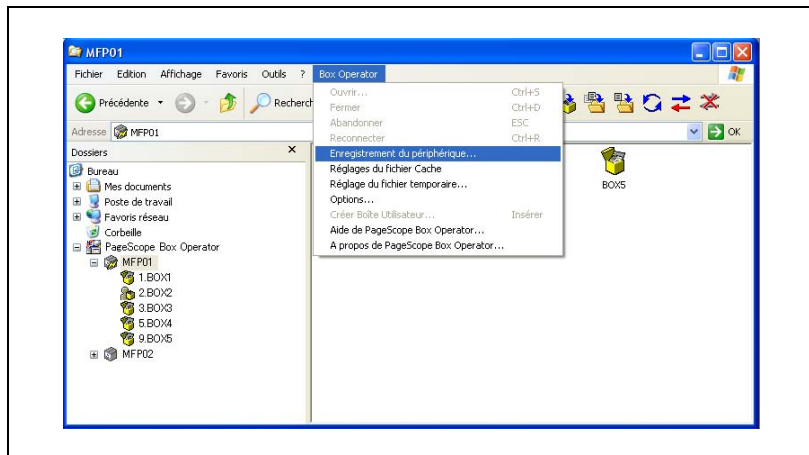 MFP01
Fichier Edition Affichage Favoris Outils ? Box Operator
Précédente Recherch
Adresse MFP01 OK
Dossiers ×
Bureau
Mes documents
Poste de travail
Favoris réseau
Corbeille
PageScope Box Operator
MFP01
1.BOX1
2.BOX2
3.BOX3
5.BOX4
9.BOX5
MFP02
Ouvrir... Ctrl+S
Fermer Ctrl+D
Abandonner ESC
Reconnecter Ctrl+R
Enregistrement du périphérique...
Réglages du fichier Cache
Réglage du fichier temporaire...
Options...
Créer Boîte Utilisateur... Insérer
Aide de PageScope Box Operator...
A propos de PageScope Box Operator...
BOX5